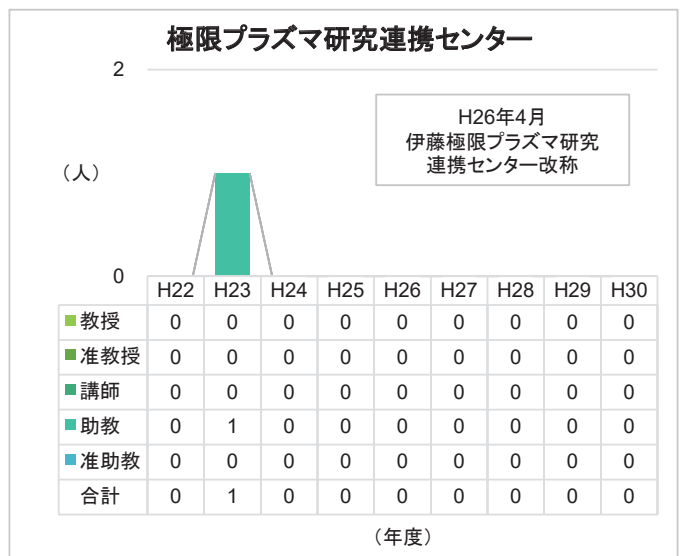 極限プラズマ研究連携センター
2
H26年4月
伊藤極限プラズマ研究
連携センター改称
（人）
0
H22 H23 H24 H25 H26 H27 H28 H29 H30
教授 0 0 0 0 0 0 0 0 0
准教授 0 0 0 0 0 0 0 0 0
講師 0 0 0 0 0 0 0 0 0
助教 0 1 0 0 0 0 0 0 0
准助教 0 0 0 0 0 0 0 0 0
合計 0 1 0 0 0 0 0 0 0
（年度）